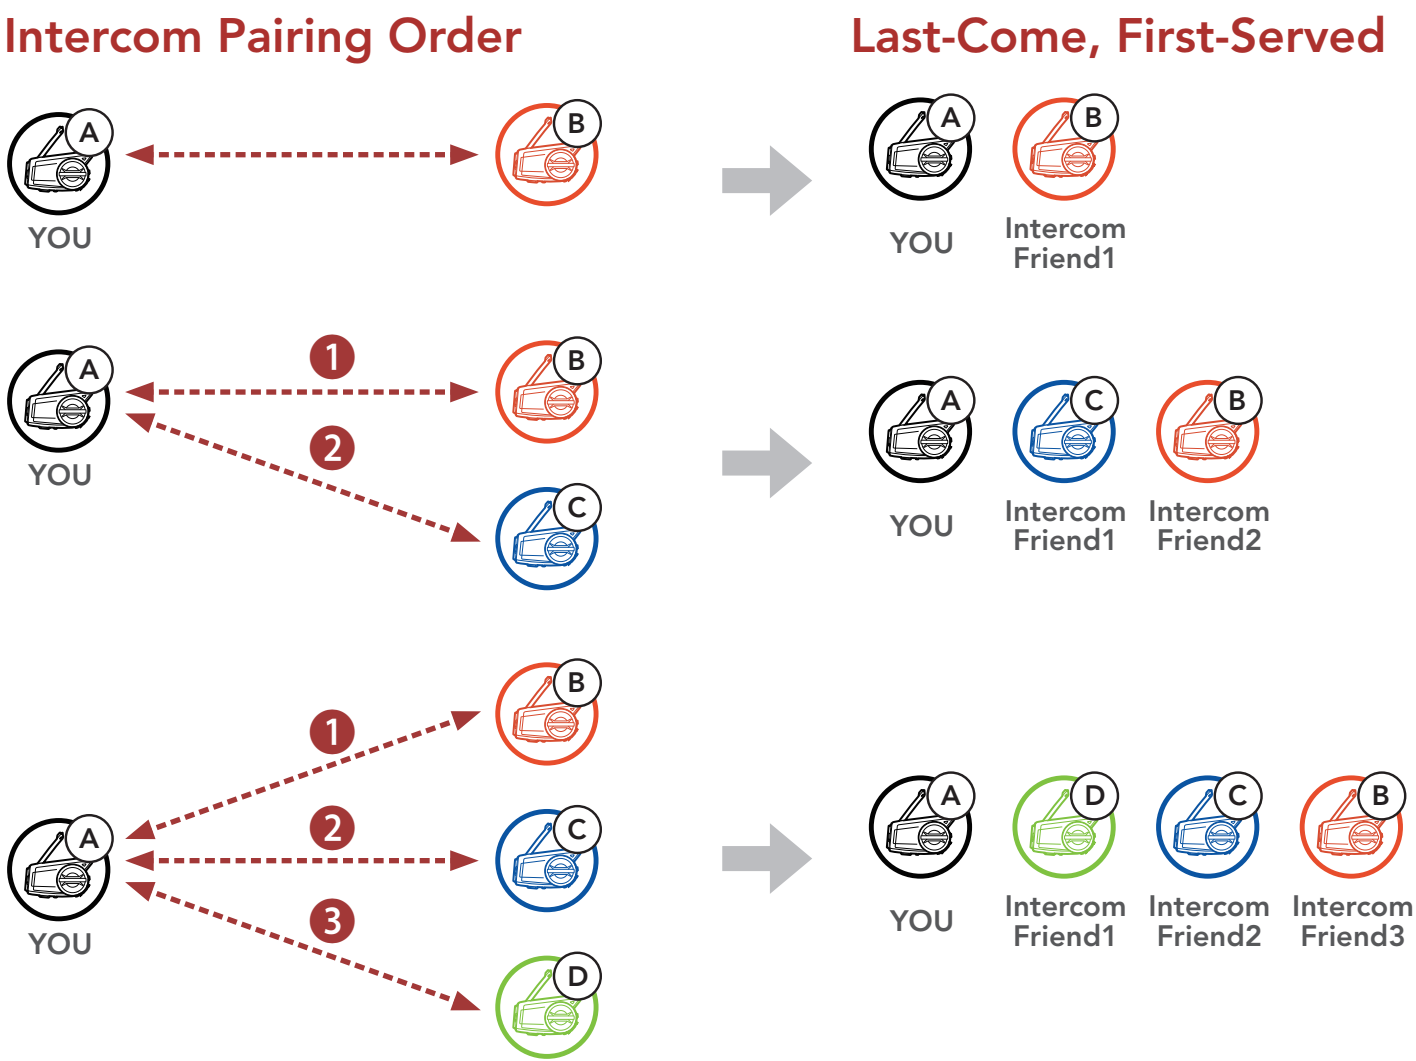 Intercom Pairing Order
Last-Come, First-Served
A
B
YOU
A
B
YOU
Intercom
Friend1
A
1
B
2
C
YOU
A
C
B
YOU
Intercom
Friend1
Intercom
Friend2
B
1
A
2
C
3
D
YOU
A
D
C
B
YOU
Intercom
Friend1
Intercom
Friend2
Intercom
Friend3